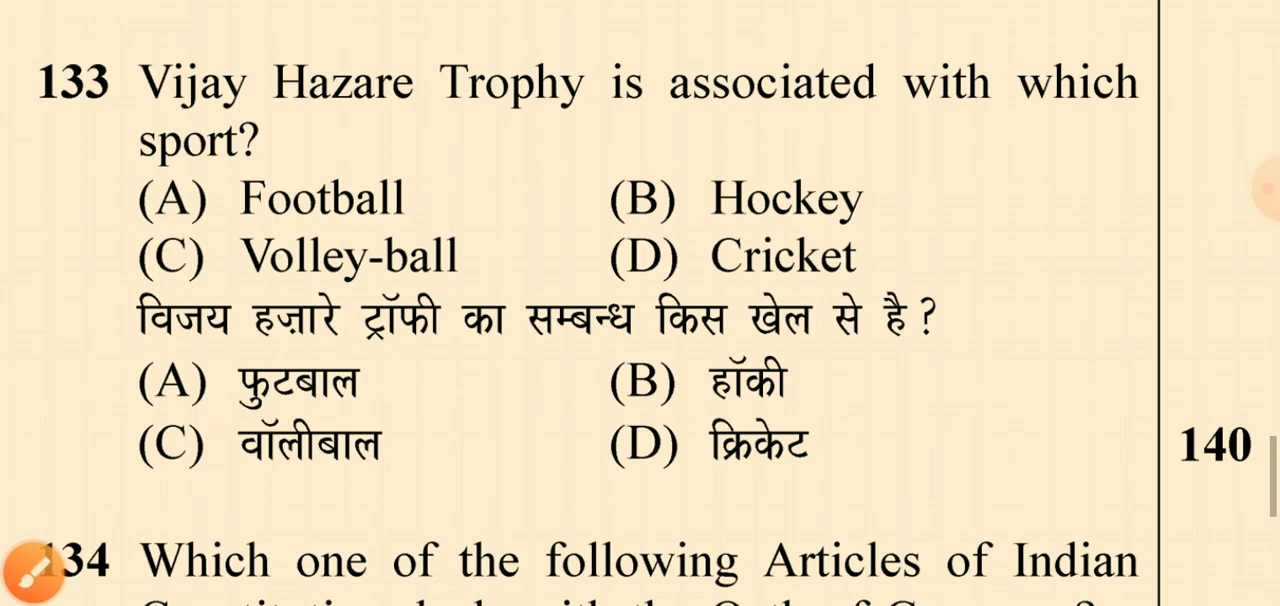 133 Vijay Hazare Trophy is associated with which
sport?
(A) Football (B) Hockey
(C) Volley-ball (D) Cricket
विजय हज़ारे ट्रॉफी का सम्बन्ध किस खेल से है ?
(A) फुटबाल (B) हॉकी
(C) वॉलीबाल (D) क्रिकेट
140
134 Which one of the following Articles of Indian